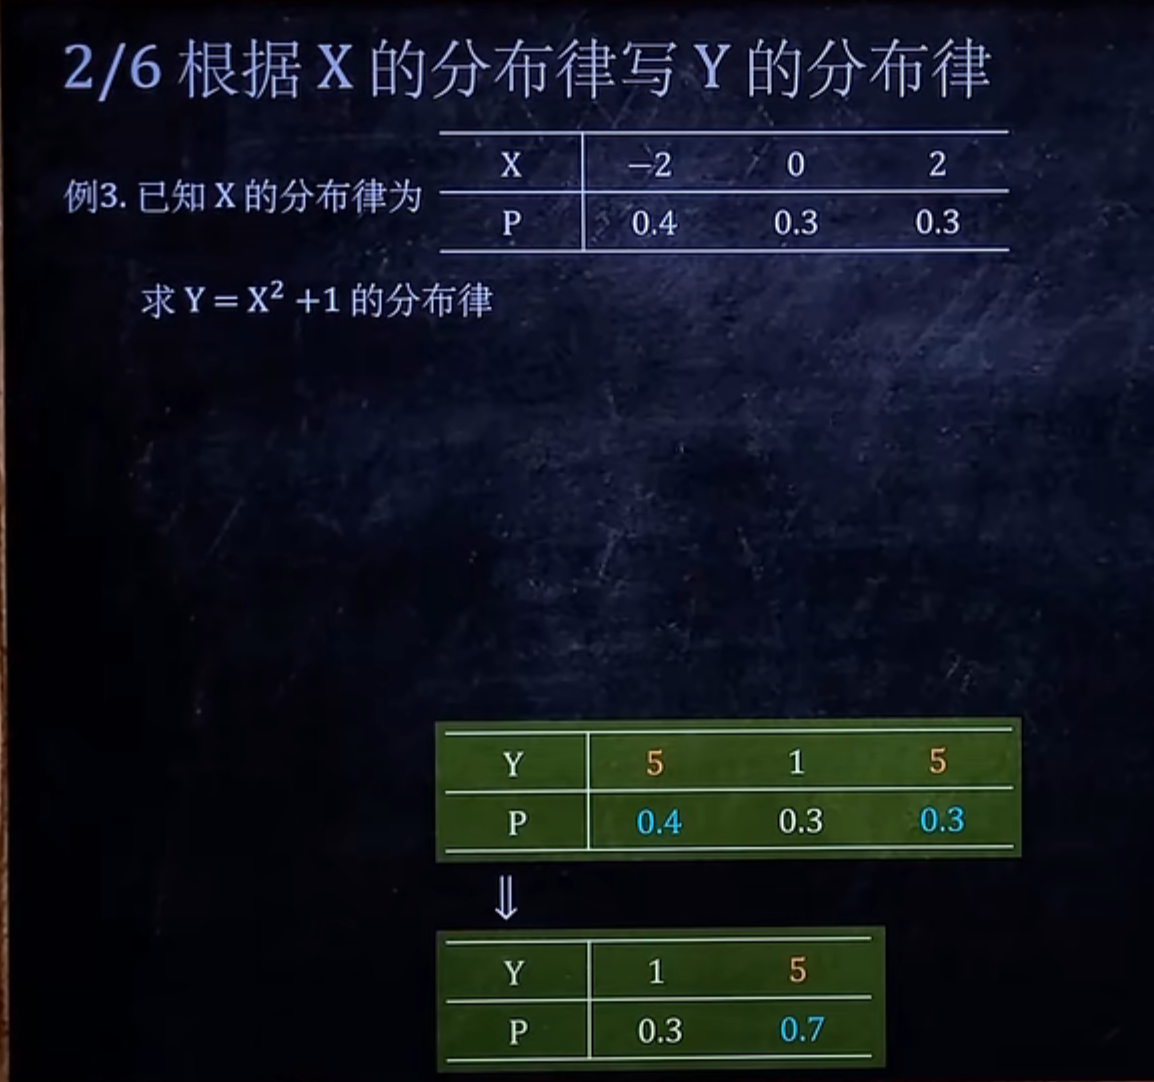 2/6 根据 X 的分布律写 Y 的分布律
例3. 已知 X 的分布律为
X −2 0 2
P 0.4 0.3 0.3
求 Y = X² +1 的分布律
Y 5 1 5
P 0.4 0.3 0.3
⇓
Y 1 5
P 0.3 0.7